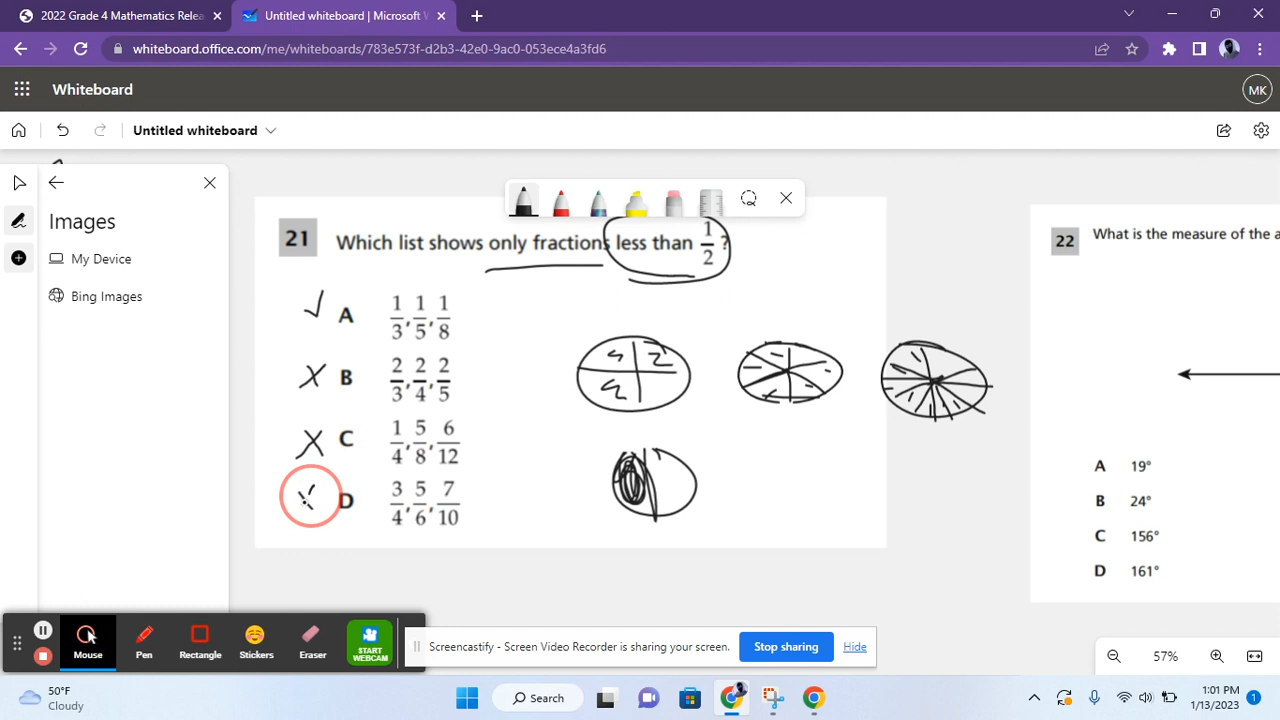 2022 Grade 4 Mathematics Relea
Untitled whiteboard | Microsoft W
whiteboard.office.com/me/whiteboards/783e573f-d2b3-42e0-9ac0-053ece4a3fd6
Whiteboard
MK
Untitled whiteboard
Images
My Device
Bing Images
21 Which list shows only fractions less than 1/2 ?
A 1/3, 1/5, 1/8
B 2/3, 2/4, 2/5
C 1/4, 5/8, 6/12
D 3/4, 5/6, 7/10
22 What is the measure of the a
A 19°
B 24°
C 156°
D 161°
Mouse
Pen
Rectangle
Stickers
Eraser
START WEBCAM
Screencastify - Screen Video Recorder is sharing your screen.
Stop sharing
Hide
57%
50°F
Cloudy
Search
1:01 PM
1/13/2023
1